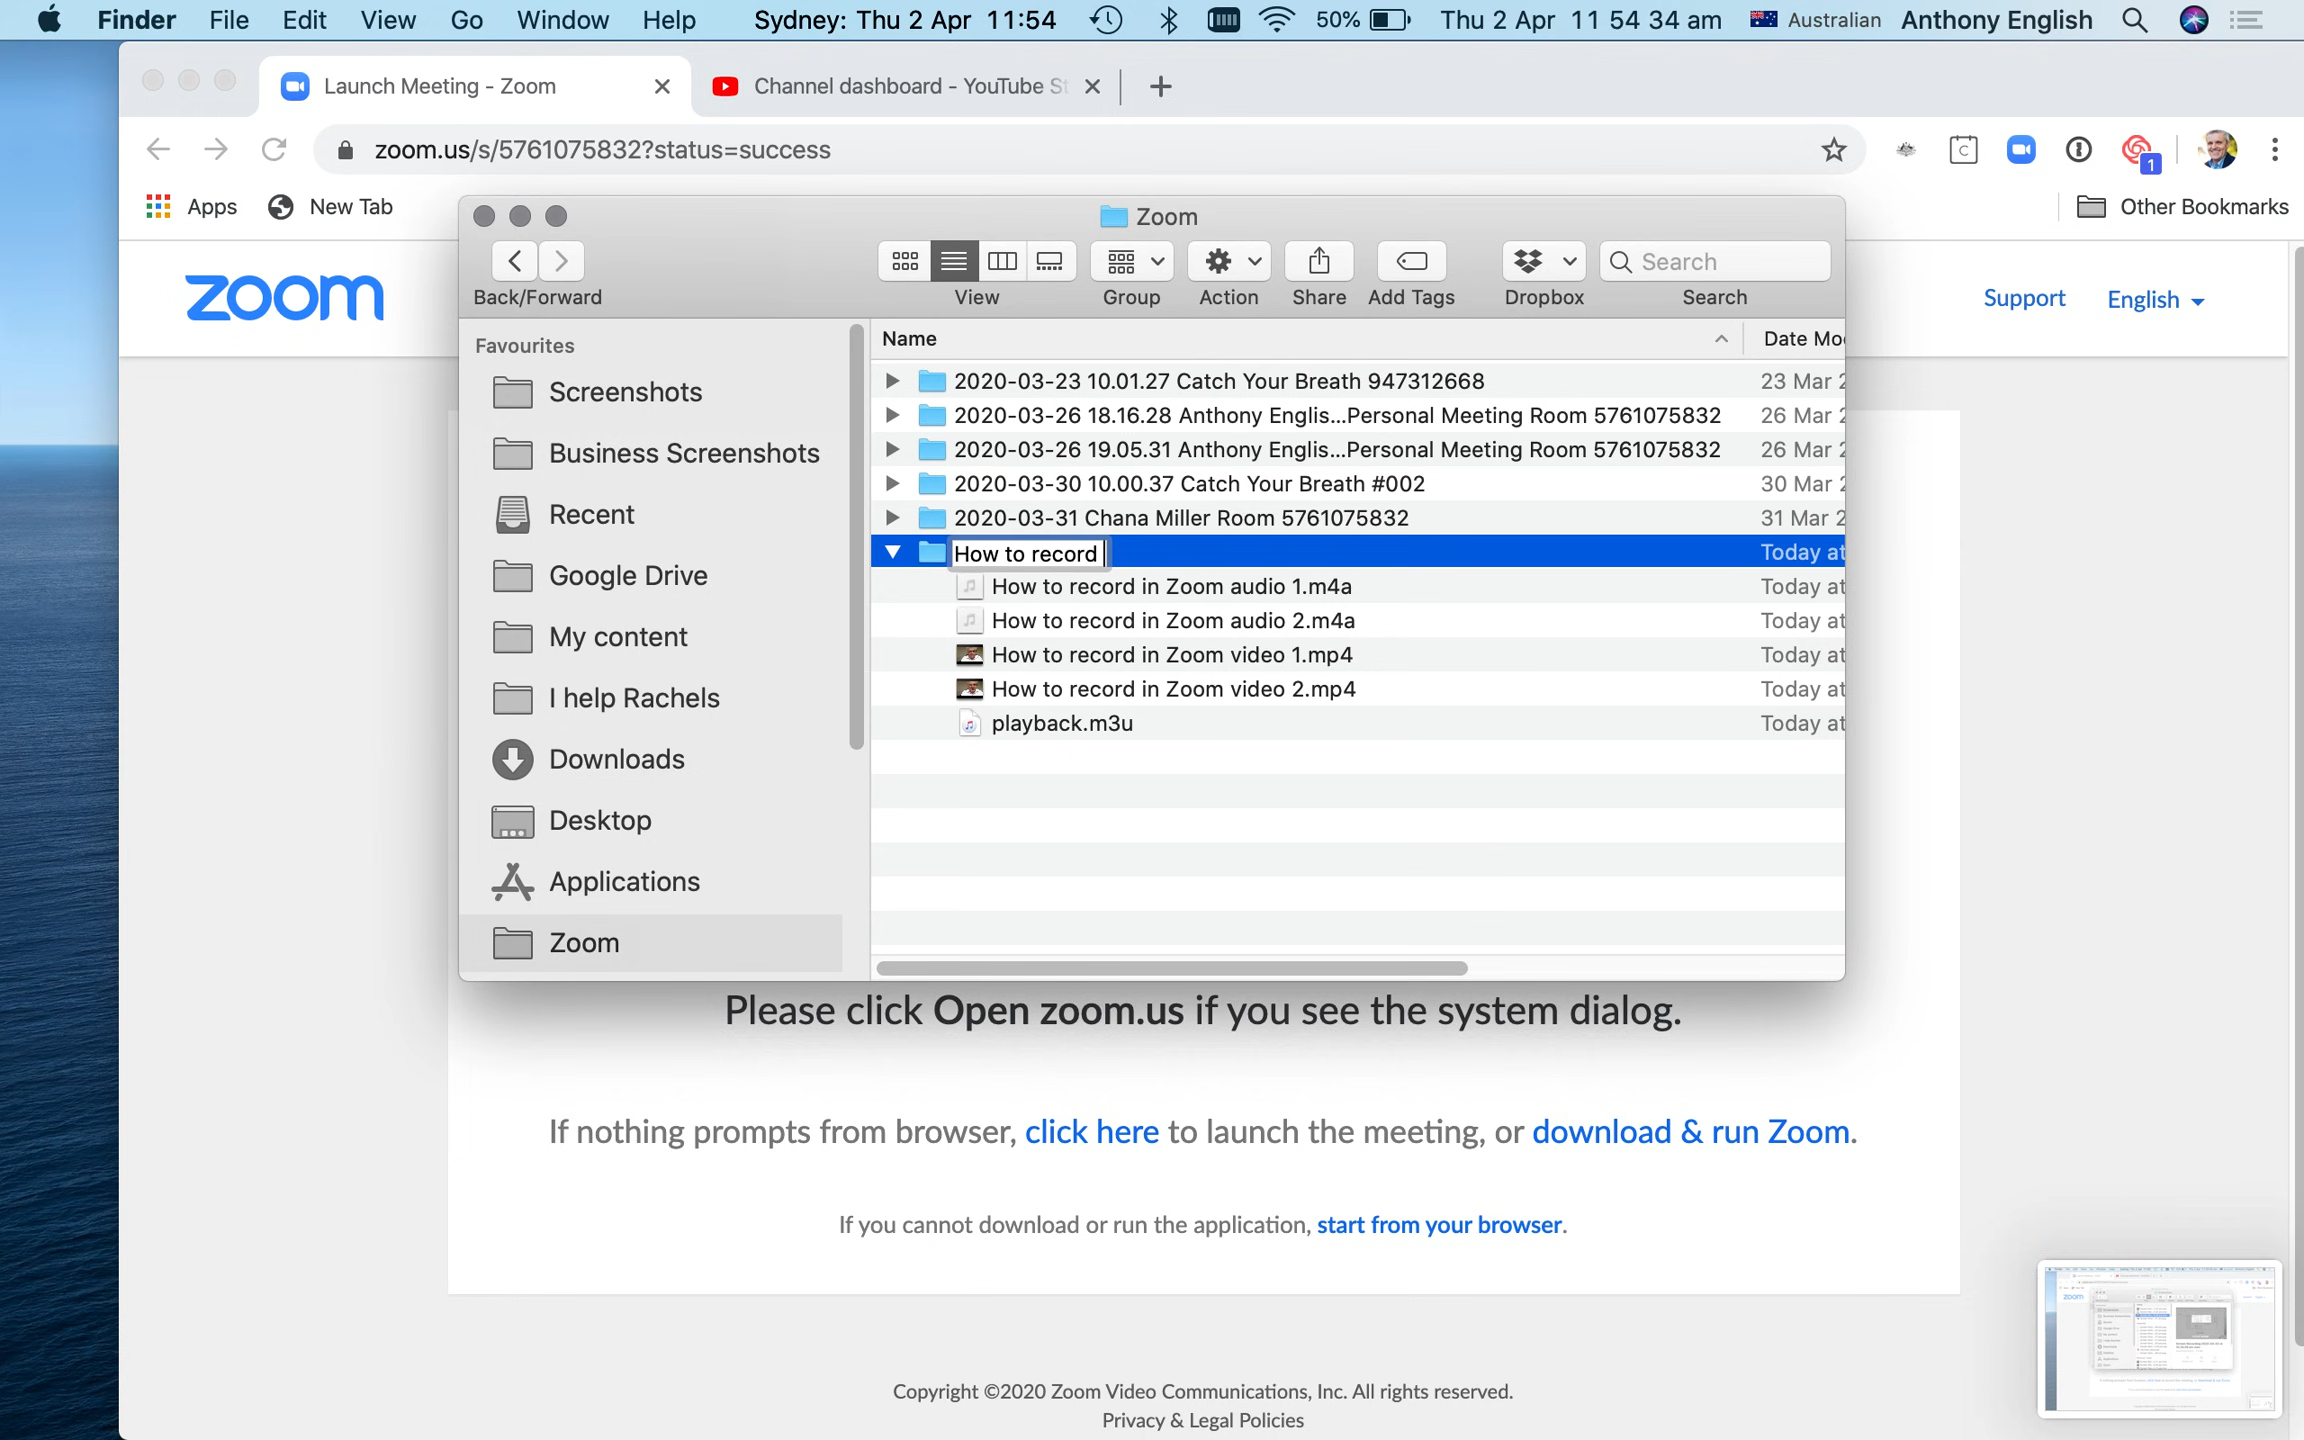 Finder File Edit View Go Window Help Sydney: Thu 2 Apr 11:54 50% Thu 2 Apr 11 54 34 am Australian Anthony English
Launch Meeting - Zoom Channel dashboard - YouTube St
zoom.us/s/5761075832?status=success
C 1
Apps New Tab Other Bookmarks
Zoom
zoom
Search
Back/Forward View Group Action Share Add Tags Dropbox Search
Support English
Favourites
Screenshots
Business Screenshots
Recent
Google Drive
My content
I help Rachels
Downloads
Desktop
Applications
Zoom
Name Date Mo
2020-03-23 10.01.27 Catch Your Breath 947312668 23 Mar 2
2020-03-26 18.16.28 Anthony Englis...Personal Meeting Room 5761075832 26 Mar 2
2020-03-26 19.05.31 Anthony Englis...Personal Meeting Room 5761075832 26 Mar 2
2020-03-30 10.00.37 Catch Your Breath #002 30 Mar 2
2020-03-31 Chana Miller Room 5761075832 31 Mar 2
How to record Today at
How to record in Zoom audio 1.m4a Today at
How to record in Zoom audio 2.m4a Today at
How to record in Zoom video 1.mp4 Today at
How to record in Zoom video 2.mp4 Today at
playback.m3u Today at
Please click Open zoom.us if you see the system dialog.
If nothing prompts from browser, click here to launch the meeting, or download & run Zoom.
If you cannot download or run the application, start from your browser.
zoom
Copyright ©2020 Zoom Video Communications, Inc. All rights reserved.
Privacy & Legal Policies